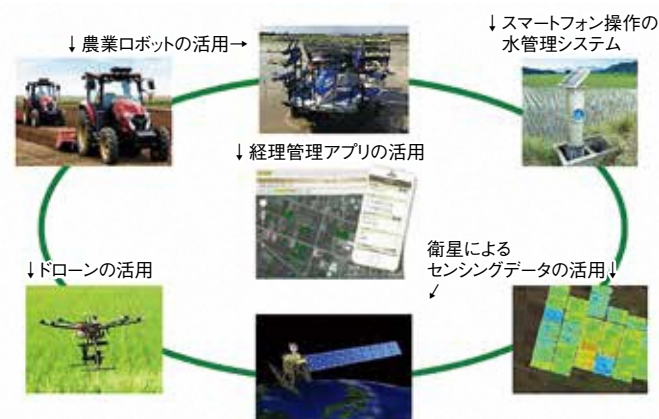 ↓農業ロボットの活用→
↓スマートフォン操作の
水管理システム
↓経理管理アプリの活用
↓ドローンの活用
衛星による
センシングデータの活用↓
↙